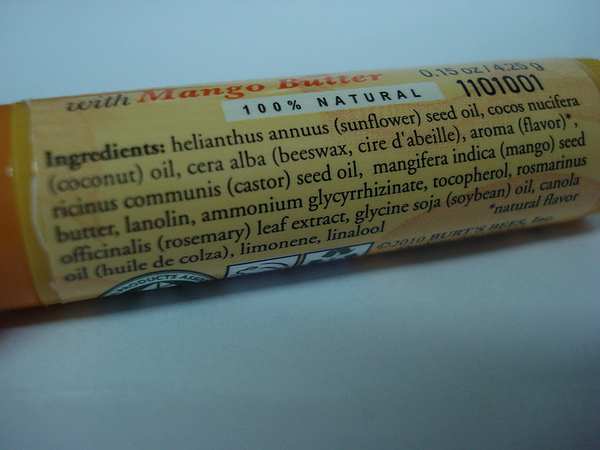 with Mango Butter 0.15 oz / 4.25 g
100% NATURAL 1101001
Ingredients: helianthus annuus (sunflower) seed oil, cocos nucifera
(coconut) oil, cera alba (beeswax, cire d'abeille), aroma (flavor)*,
ricinus communis (castor) seed oil, mangifera indica (mango) seed
butter, lanolin, ammonium glycyrrhizinate, tocopherol, rosmarinus
officinalis (rosemary) leaf extract, glycine soja (soybean) oil, canola
oil (huile de colza), limonene, linalool *natural flavor
©2010 BURT'S BEES, Inc.
PRODUCTS